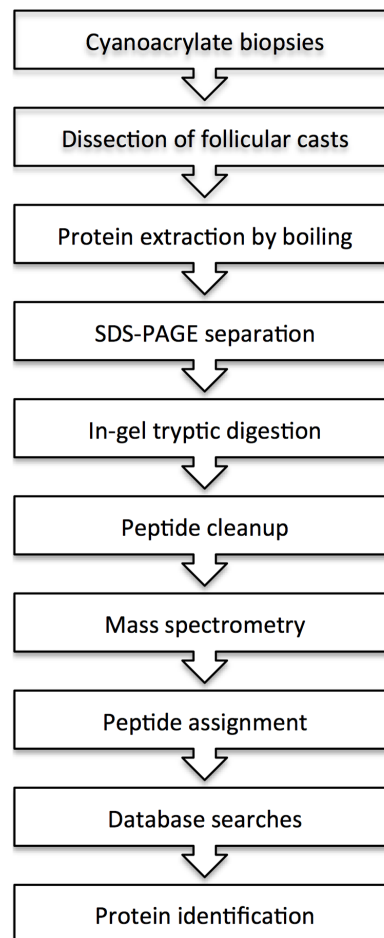 Cyanoacrylate biopsies
Dissection of follicular casts
Protein extraction by boiling
SDS-PAGE separation
In-gel tryptic digestion
Peptide cleanup
Mass spectrometry
Peptide assignment
Database searches
Protein identification